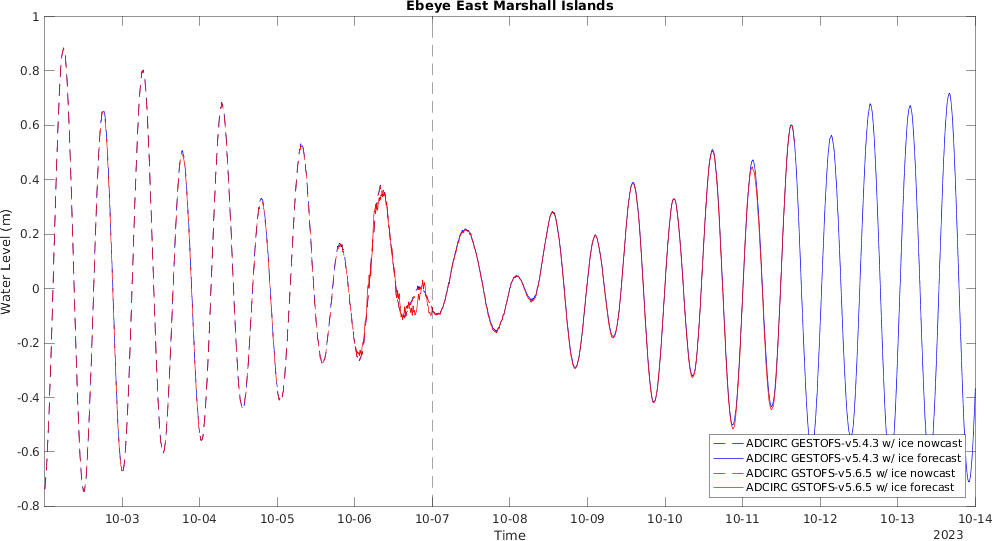 Ebeye East Marshall Islands
Water Level (m)
1
0.8
0.6
0.4
0.2
0
-0.2
-0.4
-0.6
-0.8
ADCIRC GESTOFS-v5.4.3 w/ ice nowcast
ADCIRC GESTOFS-v5.4.3 w/ ice forecast
ADCIRC GSTOFS-v5.6.5 w/ ice nowcast
ADCIRC GSTOFS-v5.6.5 w/ ice forecast
10-03 10-04 10-05 10-06 10-07 10-08 10-09 10-10 10-11 10-12 10-13 10-14
Time
2023